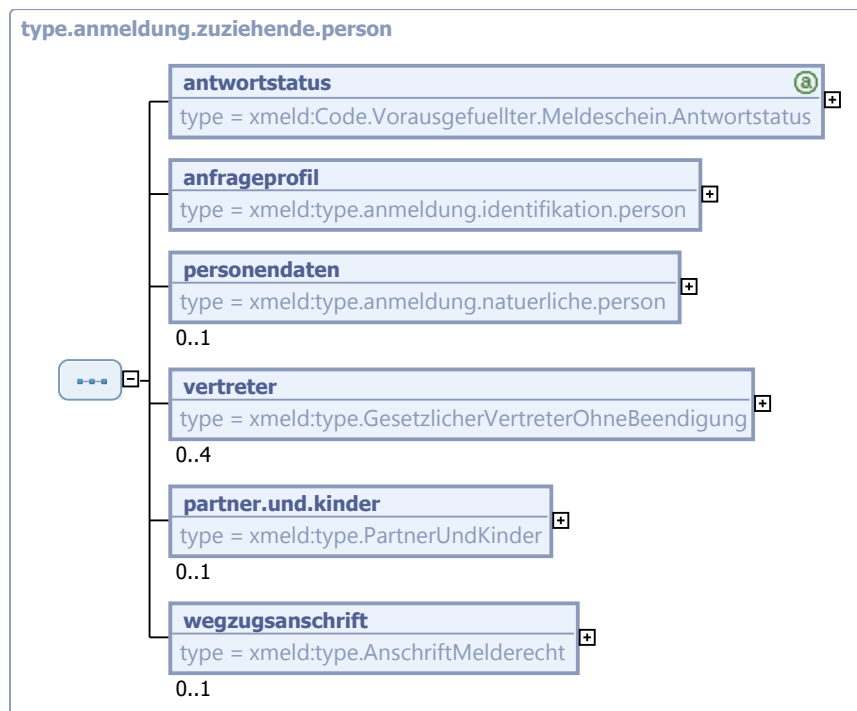 type.anmeldung.zuziehende.person
antwortstatus
type = xmeld:Code.Vorausgefuellter.Meldeschein.Antwortstatus
anfrageprofil
type = xmeld:type.anmeldung.identifikation.person
personendaten
type = xmeld:type.anmeldung.natuerliche.person
0..1
vertreter
type = xmeld:type.GesetzlicherVertreterOhneBeendigung
0..4
partner.und.kinder
type = xmeld:type.PartnerUndKinder
0..1
wegzugsanschrift
type = xmeld:type.AnschriftMelderecht
0..1